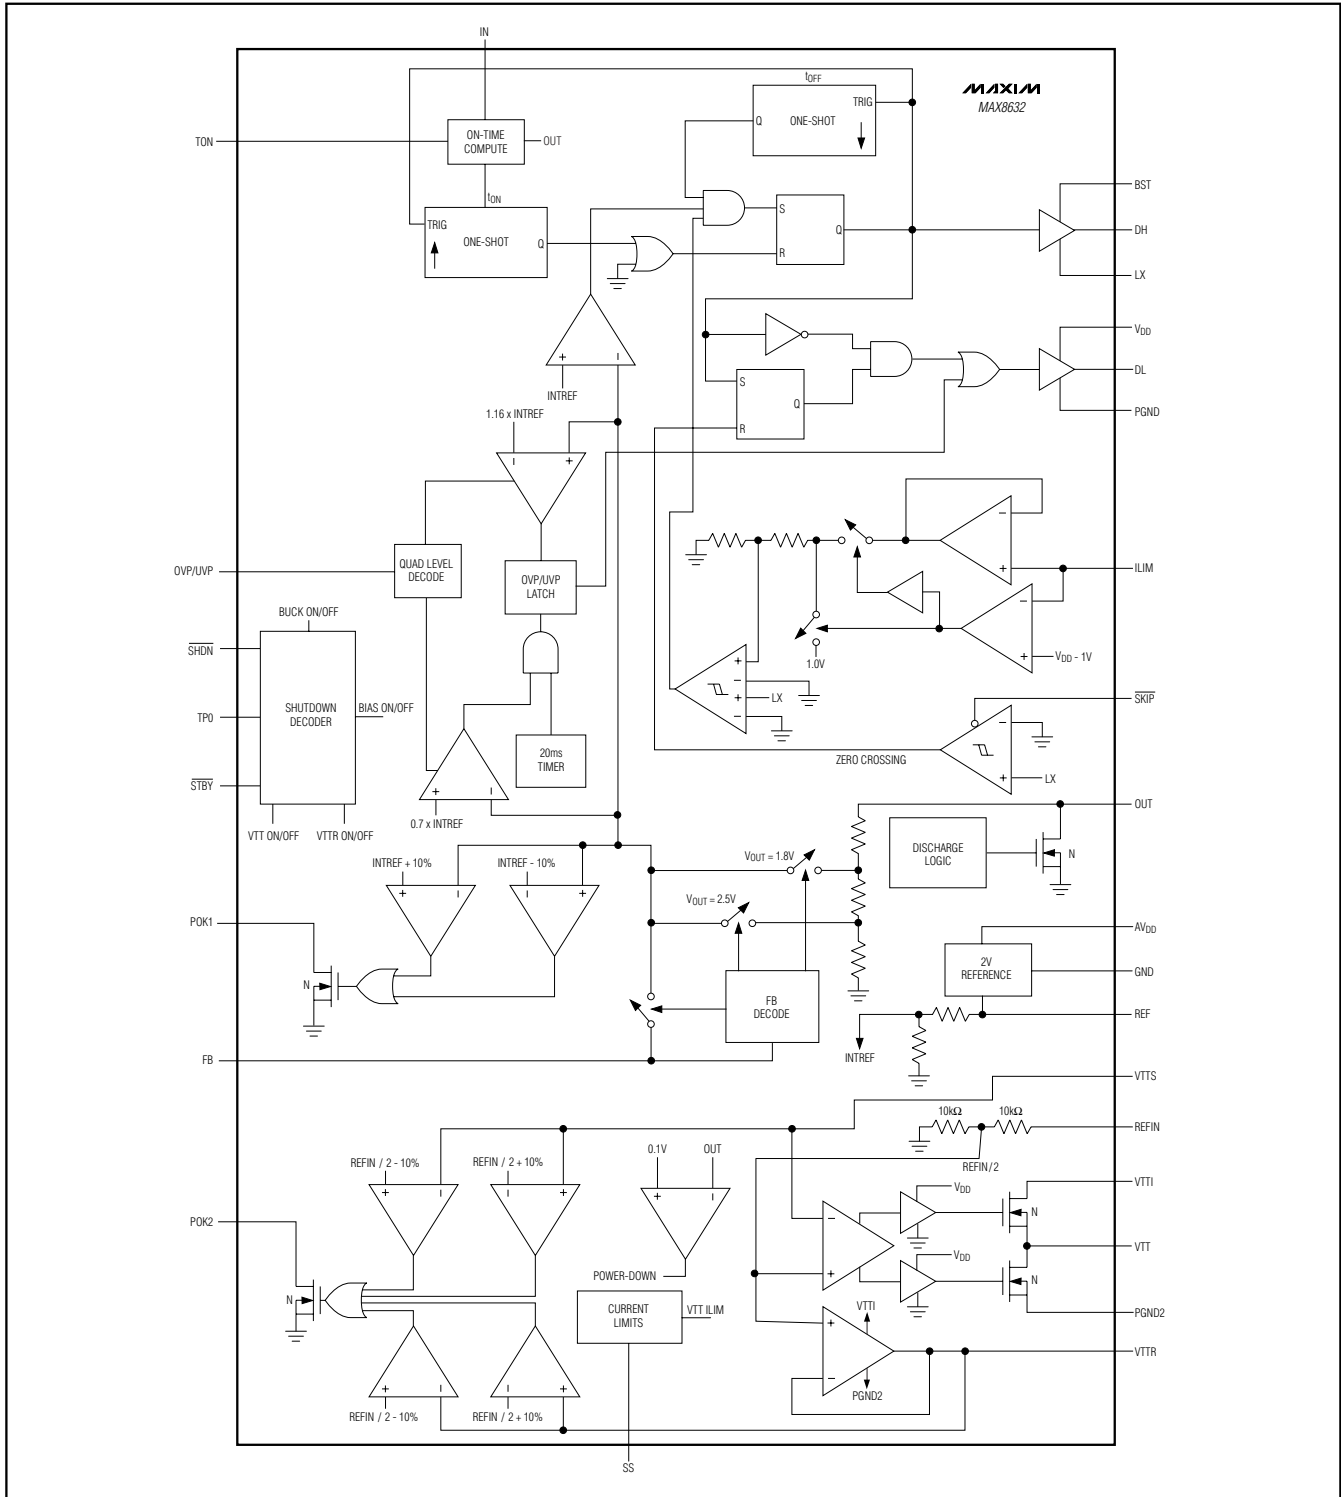 IN
tOFF
MAXIM
MAX8632
TRIG
Q
ONE-SHOT
TON
ON-TIME
COMPUTE
OUT
tON
TRIG
ONE-SHOT
Q
S
Q
R
BST
DH
LX
+
−
INTREF
VDD
DL
PGND
S
Q
R
1.16 x INTREF
−
+
OVP/UVP
QUAD LEVEL
DECODE
OVP/UVP
LATCH
−
+
ILIM
−
+
VDD - 1V
1.0V
BUCK ON/OFF
SHDN
TP0
STBY
SHUTDOWN
DECODER
BIAS ON/OFF
VTT ON/OFF
VTTR ON/OFF
20ms
TIMER
+
−
0.7 x INTREF
+
−
+
−
LX
SKIP
−
+
LX
ZERO CROSSING
OUT
DISCHARGE
LOGIC
N
VOUT = 1.8V
VOUT = 2.5V
INTREF + 10%
INTREF - 10%
+
−
−
+
POK1
N
FB
DECODE
FB
AVDD
2V
REFERENCE
GND
REF
INTREF
VTTS
10kΩ
10kΩ
REFIN
REFIN/2
REFIN / 2 - 10%
REFIN / 2 + 10%
+
−
−
+
0.1V
OUT
+
−
POWER-DOWN
POK2
N
VDD
VDD
−
+
VTTI
N
VTT
N
PGND2
CURRENT
LIMITS
VTT ILIM
VTTI
+
−
PGND2
VTTR
+
−
−
+
REFIN / 2 - 10%
REFIN / 2 + 10%
SS